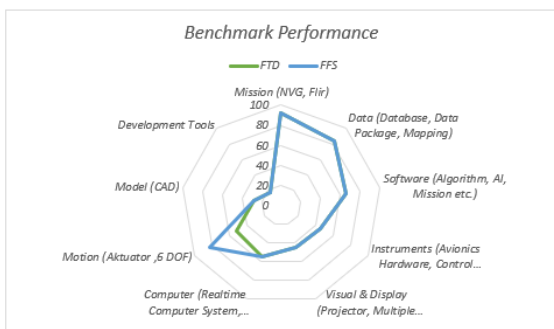 Benchmark Performance
FTD FFS
Mission (NVG, Flir)
100
80
60
40
20
0
Data (Database, Data
Package, Mapping)
Software (Algorithm, AI,
Mission etc.)
Instruments (Avionics
Hardware, Control...
Visual & Display
(Projector, Multiple...
Computer (Realtime
Computer System,...
Motion (Aktuator ,6 DOF)
Model (CAD)
Development Tools